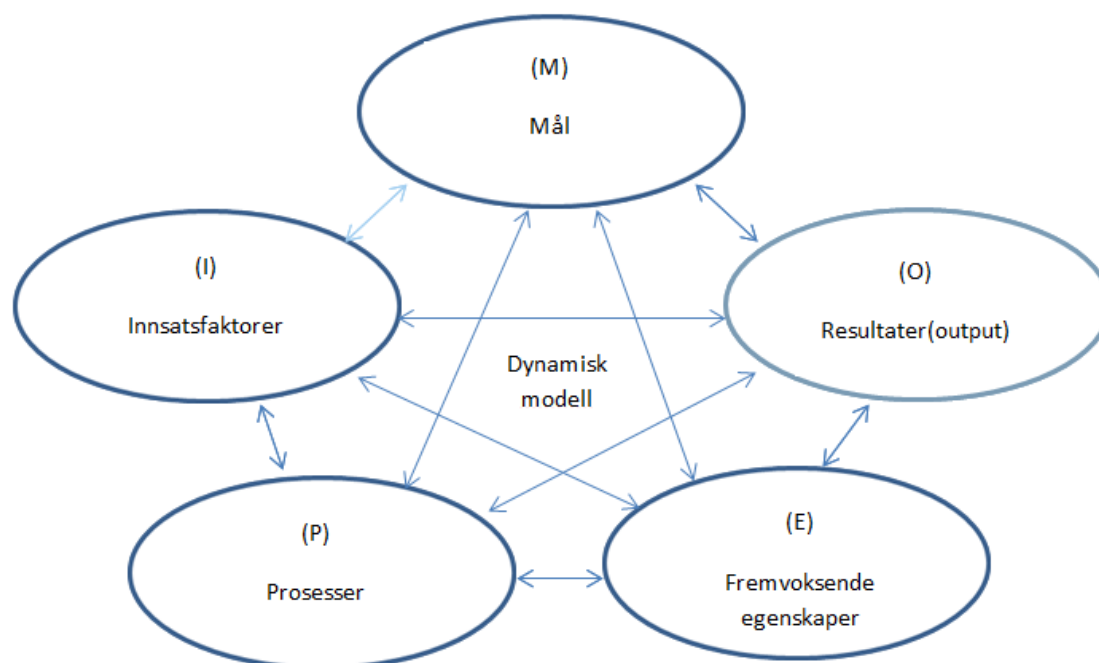 (M)
Mål
(I)
Innsatsfaktorer
(O)
Resultater(output)
Dynamisk
modell
(P)
Prosesser
(E)
Fremvoksende
egenskaper